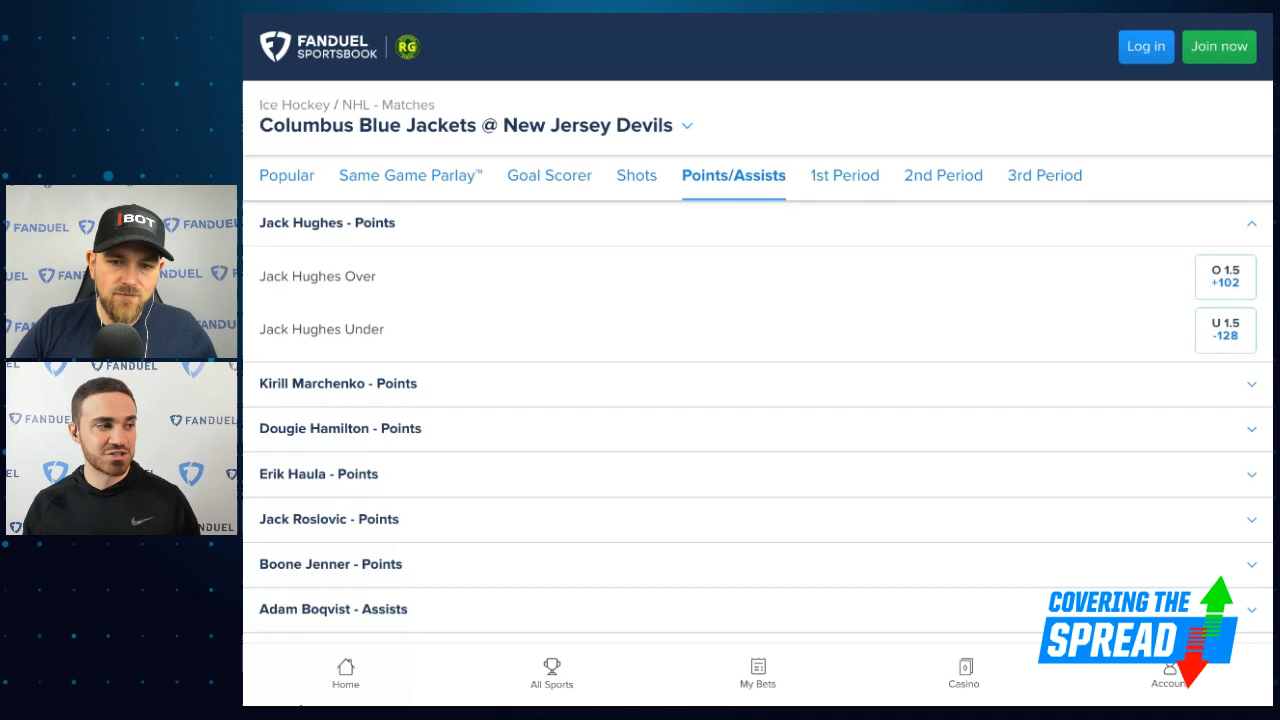 FANDUEL
SPORTSBOOK
RG
Log in
Join now
Ice Hockey / NHL - Matches
Columbus Blue Jackets @ New Jersey Devils
Popular
Same Game Parlay™
Goal Scorer
Shots
Points/Assists
1st Period
2nd Period
3rd Period
Jack Hughes - Points
Jack Hughes Over
O 1.5
+102
Jack Hughes Under
U 1.5
-128
Kirill Marchenko - Points
Dougie Hamilton - Points
Erik Haula - Points
Jack Roslovic - Points
Boone Jenner - Points
Adam Boqvist - Assists
Home
All Sports
My Bets
Casino
Accoun
COVERING THE
SPREAD
BOT
FANDUEL
FANDUEL
FANDUEL